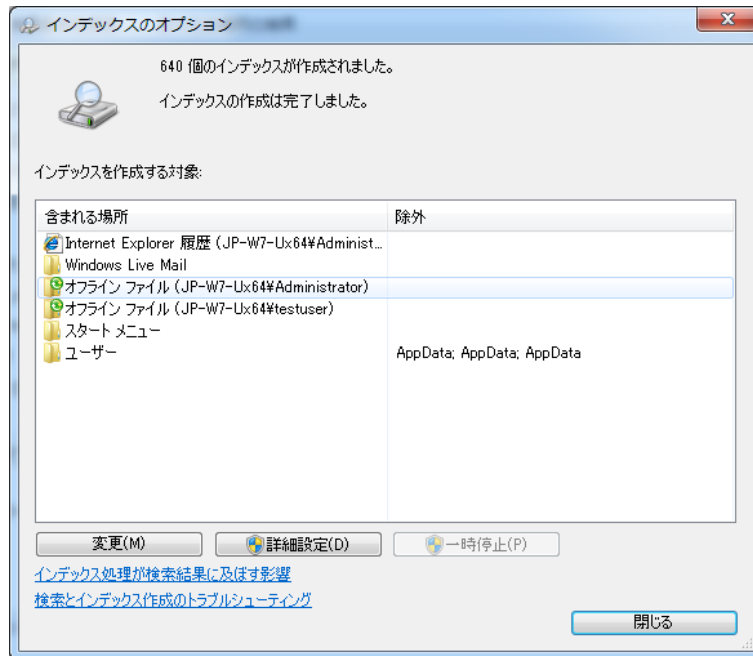 インデックスのオプション
640 個のインデックスが作成されました。
インデックスの作成は完了しました。
インデックスを作成する対象:
含まれる場所 除外
Internet Explorer 履歴 (JP-W7-Ux64¥Administ...
Windows Live Mail
オフライン ファイル (JP-W7-Ux64¥Administrator)
オフライン ファイル (JP-W7-Ux64¥testuser)
スタート メニュー
ユーザー AppData; AppData; AppData
変更(M) 詳細設定(D) 一時停止(P)
インデックス処理が検索結果に及ぼす影響
検索とインデックス作成のトラブルシューティング
閉じる